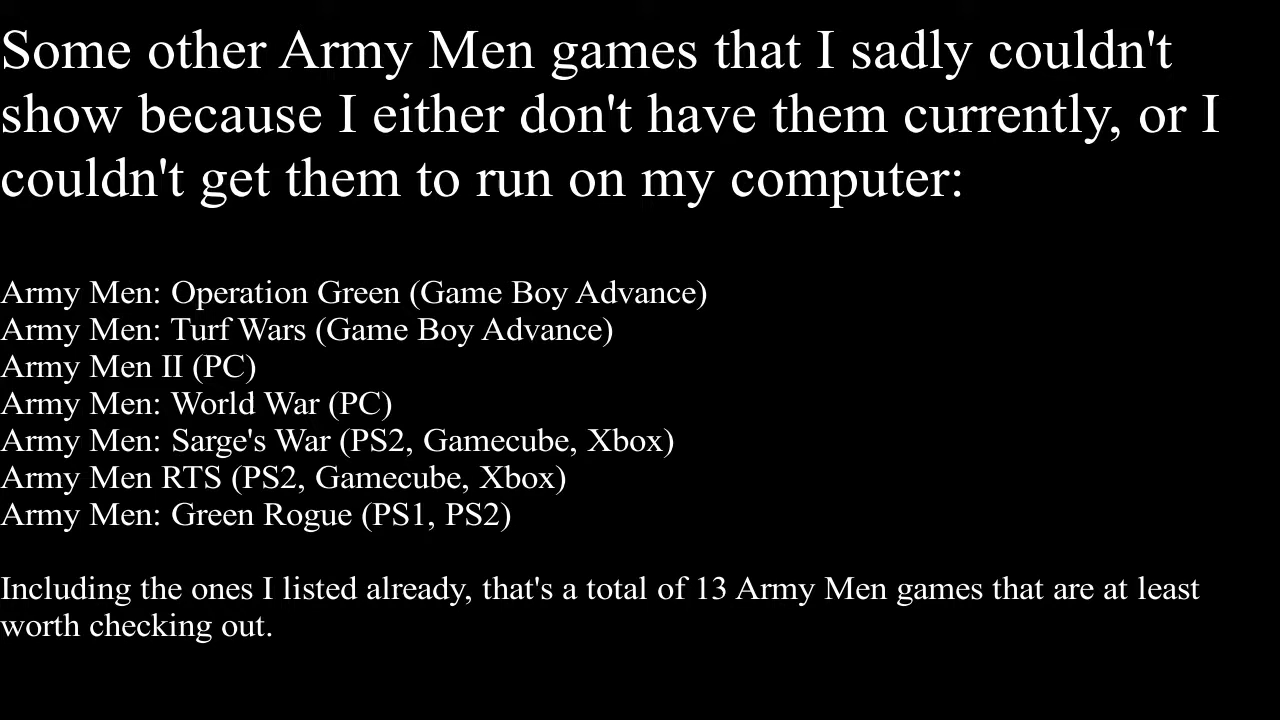 Some other Army Men games that I sadly couldn't
show because I either don't have them currently, or I
couldn't get them to run on my computer:
Army Men: Operation Green (Game Boy Advance)
Army Men: Turf Wars (Game Boy Advance)
Army Men II (PC)
Army Men: World War (PC)
Army Men: Sarge's War (PS2, Gamecube, Xbox)
Army Men RTS (PS2, Gamecube, Xbox)
Army Men: Green Rogue (PS1, PS2)
Including the ones I listed already, that's a total of 13 Army Men games that are at least
worth checking out.